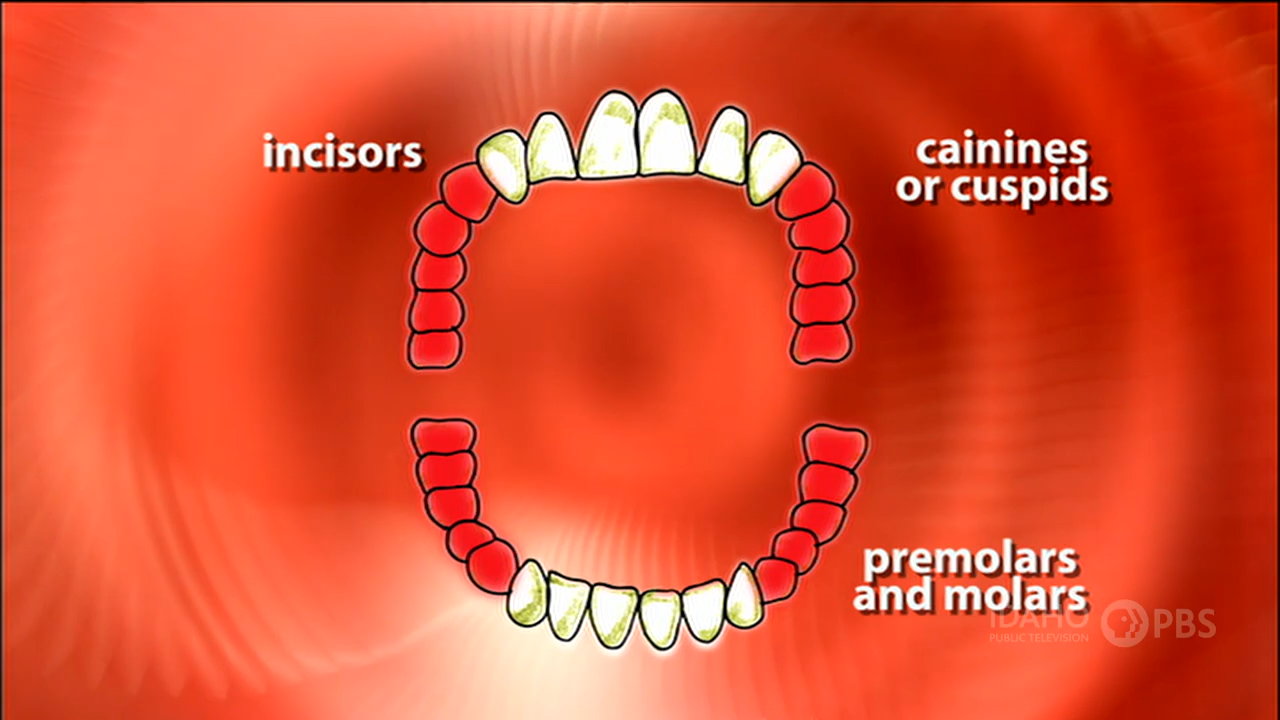 incisors
cainines
or cuspids
premolars
and molars
IDAHO
PUBLIC TELEVISION
PBS